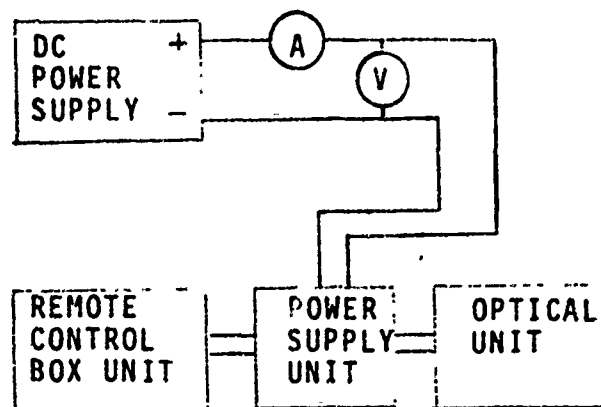 DC +
POWER
SUPPLY -
A
V
REMOTE
CONTROL
BOX UNIT
POWER
SUPPLY
UNIT
OPTICAL
UNIT